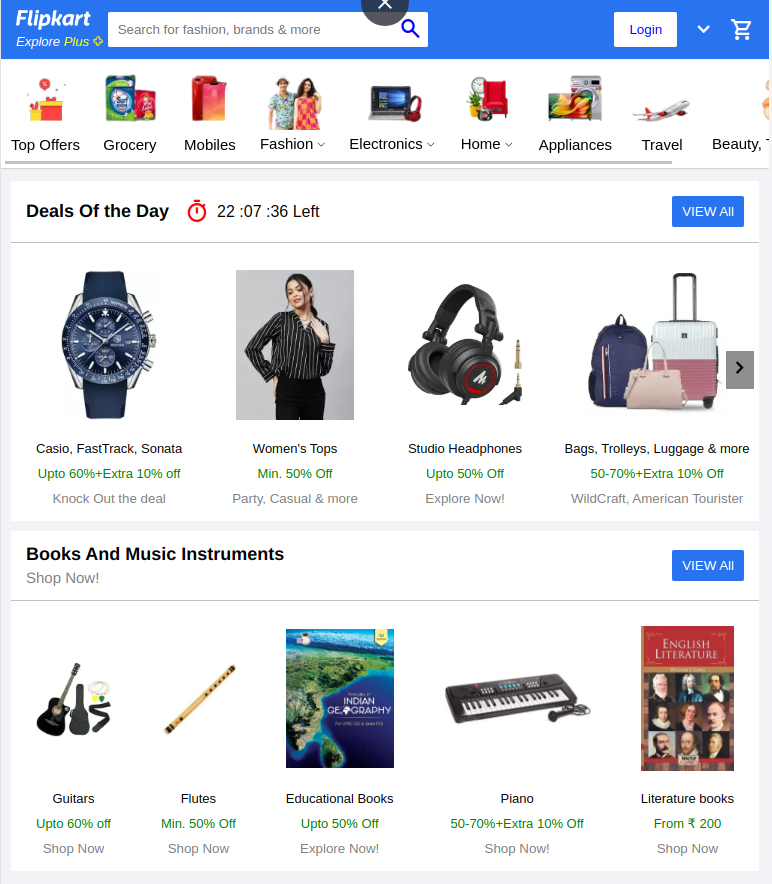 Flipkart
Explore Plus
Search for fashion, brands & more
Login
Top Offers
Grocery
Mobiles
Fashion
Electronics
Home
Appliances
Travel
Beauty,
Deals Of the Day
22 :07 :36 Left
VIEW All
Casio, FastTrack, Sonata
Women's Tops
Studio Headphones
Bags, Trolleys, Luggage & more
Upto 60%+Extra 10% off
Min. 50% Off
Upto 50% Off
50-70%+Extra 10% Off
Knock Out the deal
Party, Casual & more
Explore Now!
WildCraft, American Tourister
Books And Music Instruments
Shop Now!
VIEW All
INDIAN
GEOGRAPHY
ENGLISH
LITERATURE
Guitars
Flutes
Educational Books
Piano
Literature books
Upto 60% off
Min. 50% Off
Upto 50% Off
50-70%+Extra 10% Off
From ₹ 200
Shop Now
Shop Now
Explore Now!
Shop Now!
Shop Now